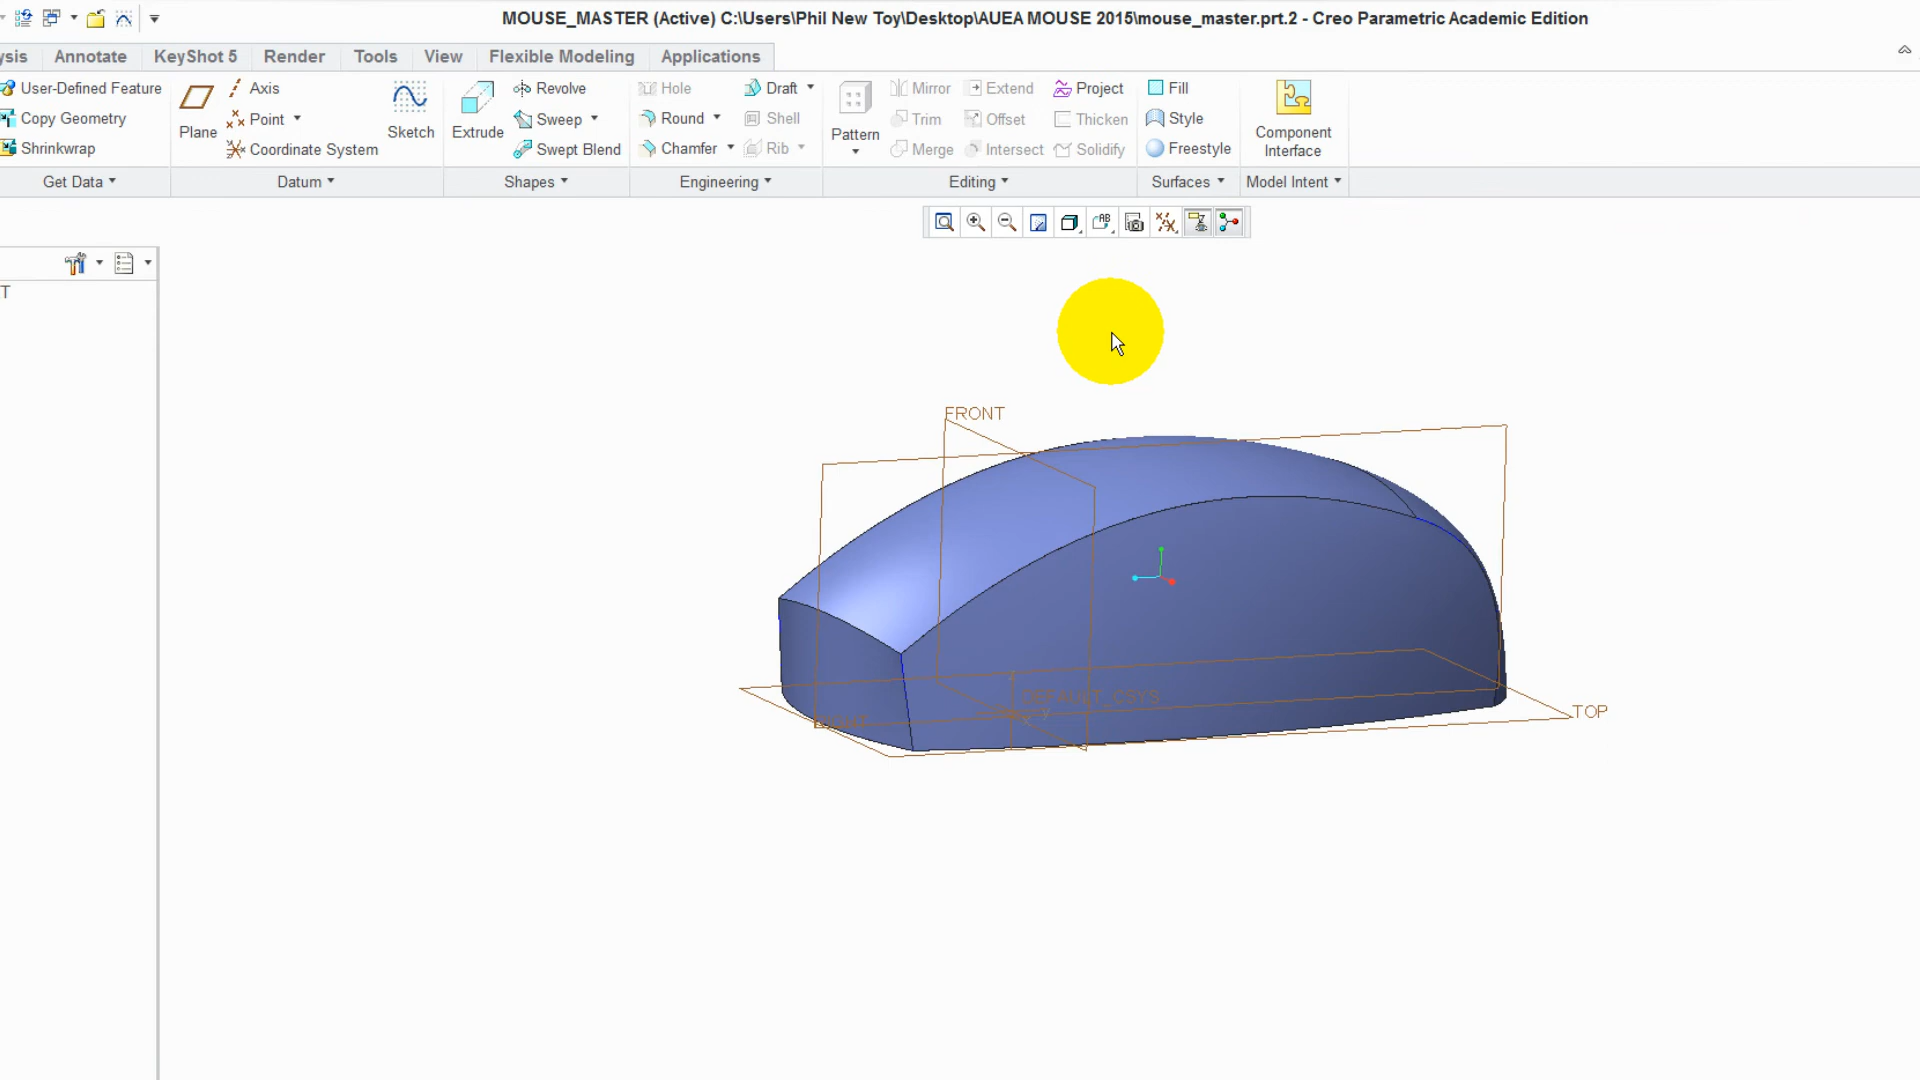 MOUSE_MASTER (Active) C:\Users\Phil New Toy\Desktop\AUEA MOUSE 2015\mouse_master.prt.2 - Creo Parametric Academic Edition
ysis Annotate KeyShot 5 Render Tools View Flexible Modeling Applications
User-Defined Feature
Copy Geometry
Shrinkwrap
Get Data
Plane
Axis
Point
Coordinate System
Sketch
Datum
Extrude
Revolve
Sweep
Swept Blend
Shapes
Hole
Round
Chamfer
Draft
Shell
Rib
Engineering
Pattern
Mirror
Trim
Merge
Extend
Offset
Intersect
Project
Thicken
Solidify
Editing
Fill
Style
Freestyle
Surfaces
Component
Interface
Model Intent
AB
T
FRONT
DEFAULT_CSYS
TOP